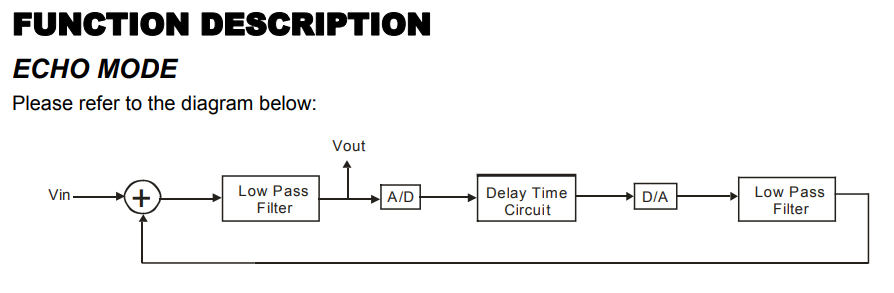 FUNCTION DESCRIPTION
ECHO MODE
Please refer to the diagram below:
Vout
Vin
+
Low Pass
Filter
A/D
Delay Time
Circuit
D/A
Low Pass
Filter